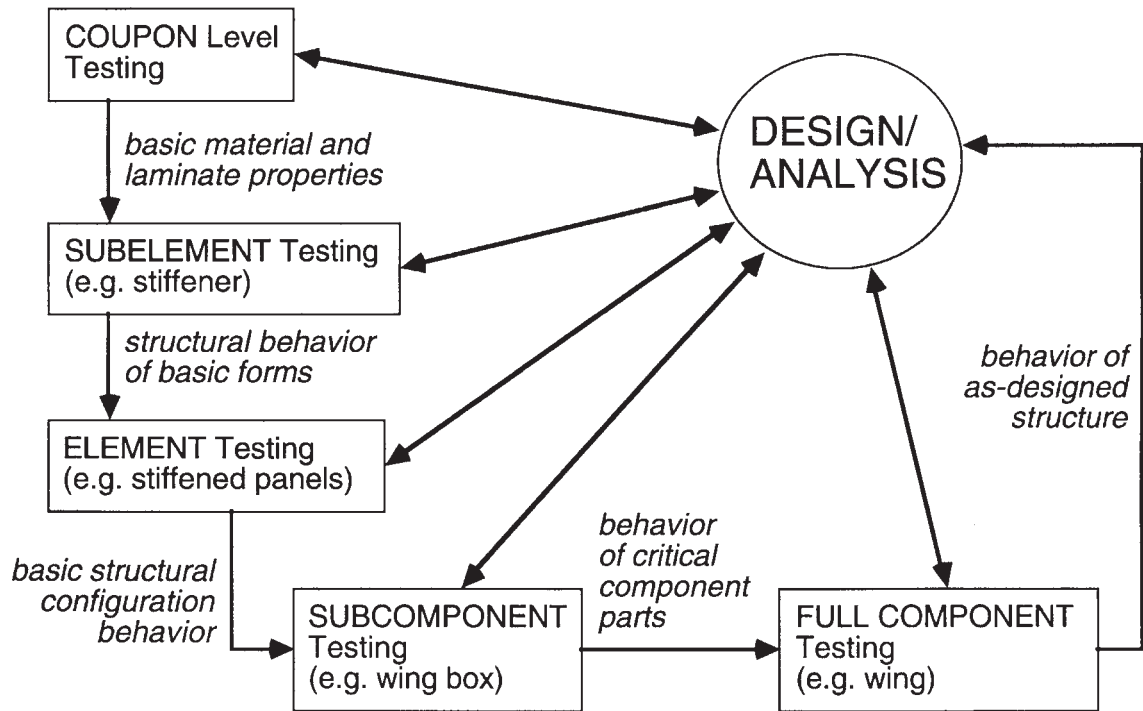 COUPON Level
Testing
DESIGN/
ANALYSIS
basic material and
laminate properties
SUBELEMENT Testing
(e.g. stiffener)
structural behavior
of basic forms
behavior of
as-designed
structure
ELEMENT Testing
(e.g. stiffened panels)
basic structural
configuration
behavior
behavior
of critical
component
parts
SUBCOMPONENT
Testing
(e.g. wing box)
FULL COMPONENT
Testing
(e.g. wing)